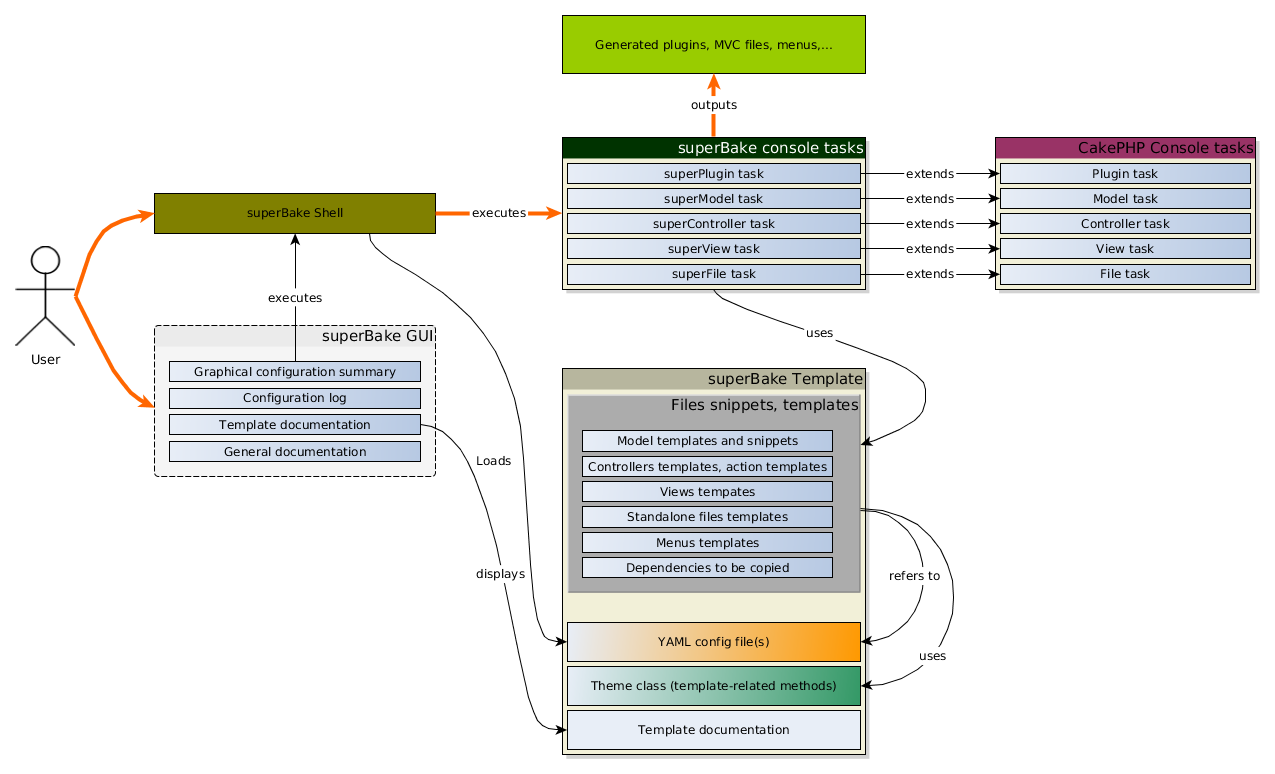 Generated plugins, MVC files, menus,...
outputs
superBake console tasks
superPlugin task
superModel task
superController task
superView task
superFile task
extends
extends
extends
extends
extends
CakePHP Console tasks
Plugin task
Model task
Controller task
View task
File task
superBake Shell
executes
executes
User
superBake GUI
Graphical configuration summary
Configuration log
Template documentation
General documentation
uses
Loads
displays
superBake Template
Files snippets, templates
Model templates and snippets
Controllers templates, action templates
Views tempates
Standalone files templates
Menus templates
Dependencies to be copied
refers to
uses
YAML config file(s)
Theme class (template-related methods)
Template documentation